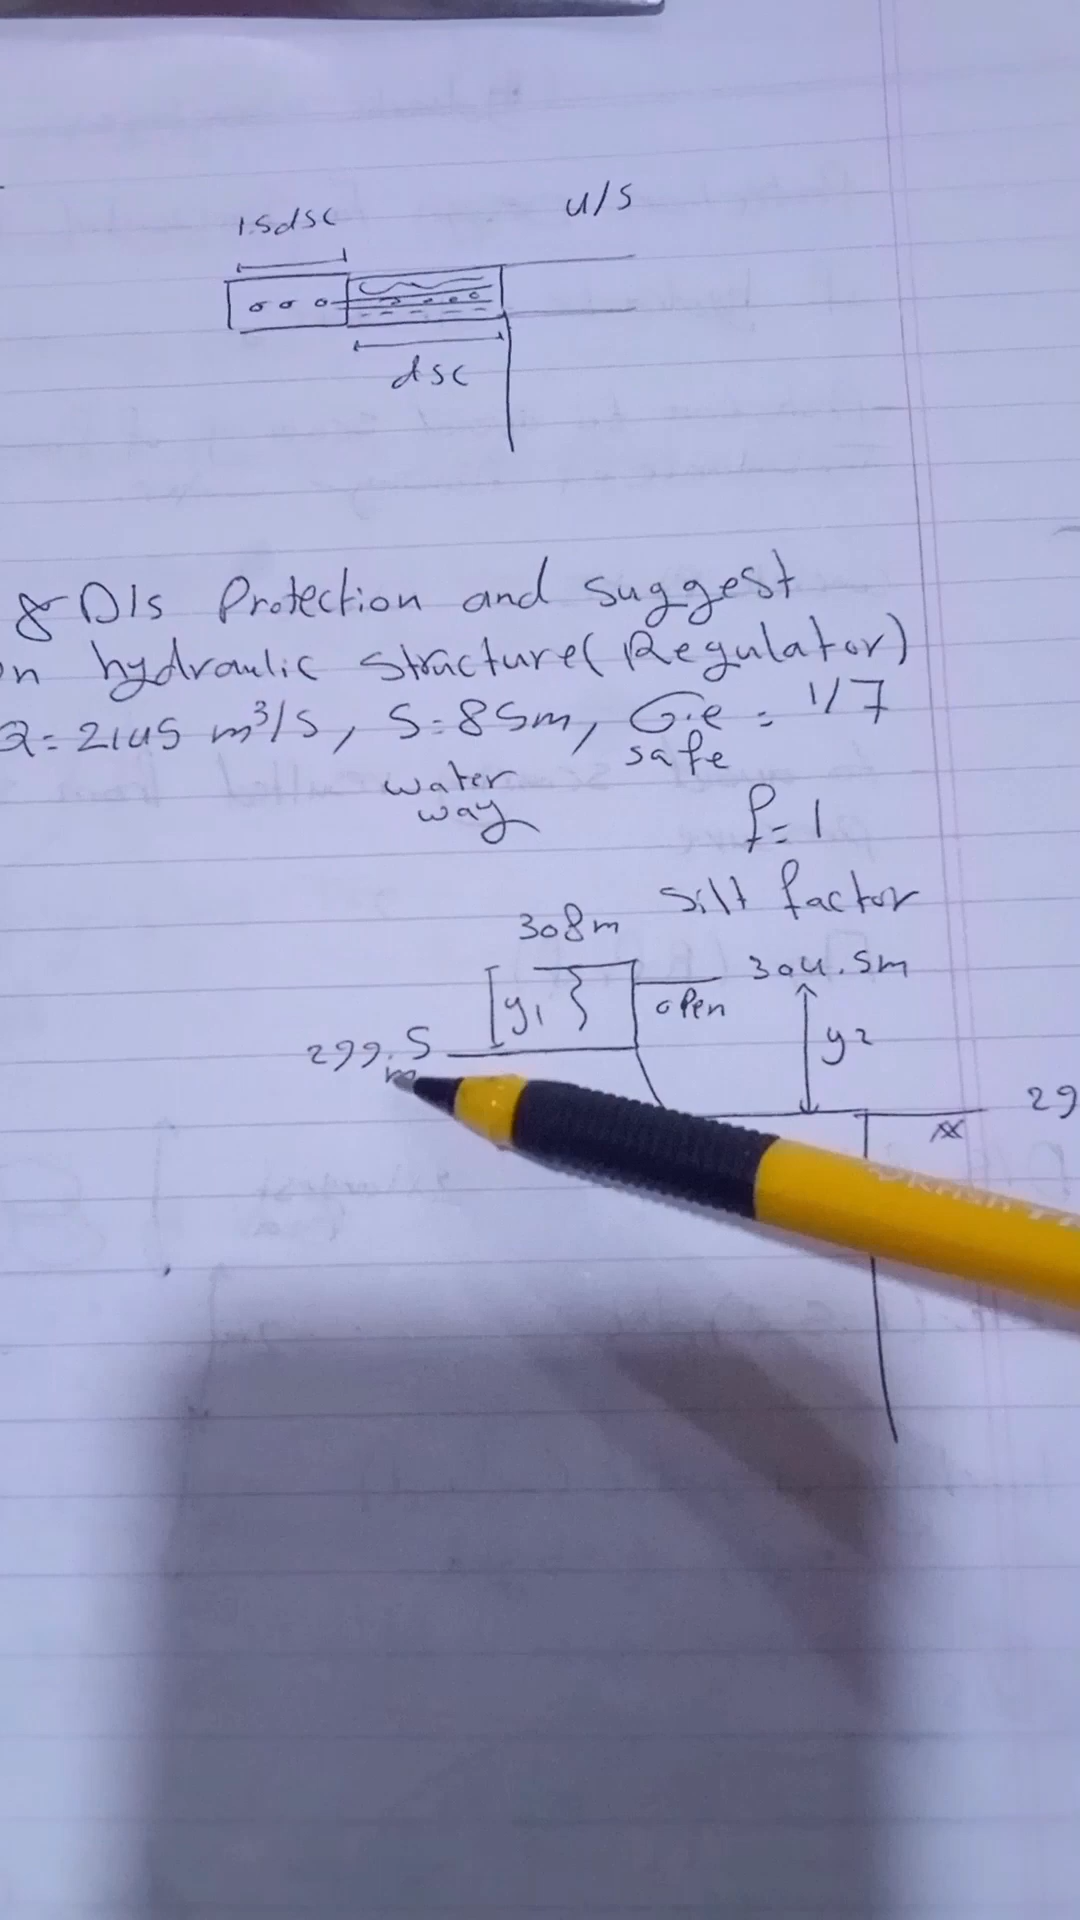 1.5dsc
u/s
dsc
& D/s Protection and suggest
n hydraulic structure (Regulator)
Q = 2145 m³/s, S = 85m, G.e = 1/7
safe
water
way
f = 1
silt factor
308m
304.5m
y1
open
299.5
m
y2
29